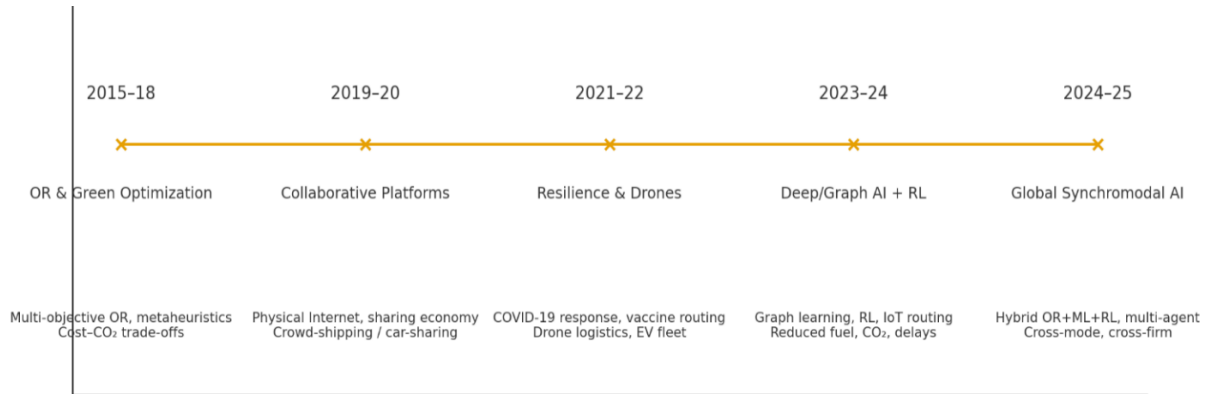 2015–18
2019–20
2021–22
2023–24
2024–25
OR & Green Optimization
Collaborative Platforms
Resilience & Drones
Deep/Graph AI + RL
Global Synchromodal AI
Multi-objective OR, metaheuristics
Cost–CO₂ trade-offs
Physical Internet, sharing economy
Crowd-shipping / car-sharing
COVID-19 response, vaccine routing
Drone logistics, EV fleet
Graph learning, RL, IoT routing
Reduced fuel, CO₂, delays
Hybrid OR+ML+RL, multi-agent
Cross-mode, cross-firm